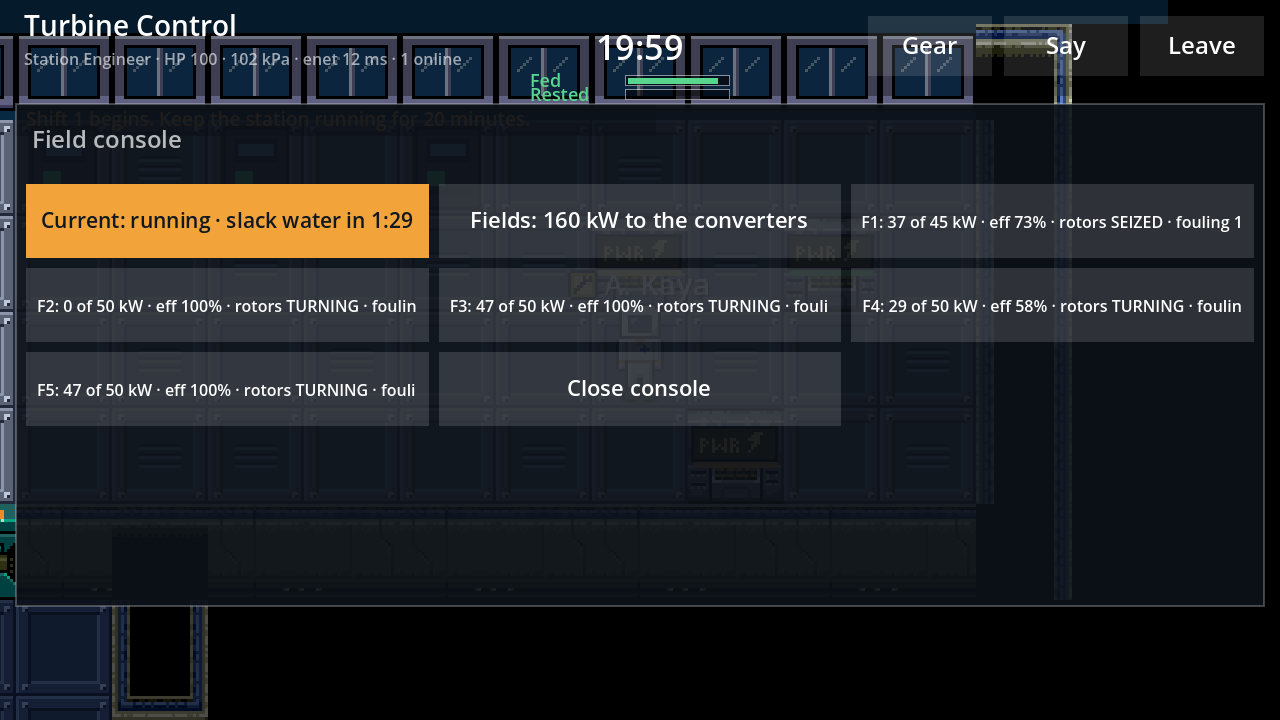 Turbine Control
Station Engineer · HP 100 · 102 kPa · enet 12 ms · 1 online
19:59
Gear
Say
Leave
Fed
Rested
Shift 1 begins. Keep the station running for 20 minutes.
Field console
Current: running · slack water in 1:29
Fields: 160 kW to the converters
F1: 37 of 45 kW · eff 73% · rotors SEIZED · fouling 1
F2: 0 of 50 kW · eff 100% · rotors TURNING · foulin
F3: 47 of 50 kW · eff 100% · rotors TURNING · fouli
F4: 29 of 50 kW · eff 58% · rotors TURNING · foulin
F5: 47 of 50 kW · eff 100% · rotors TURNING · fouli
Close console
PWR
PWR
A. Kaya
PWR